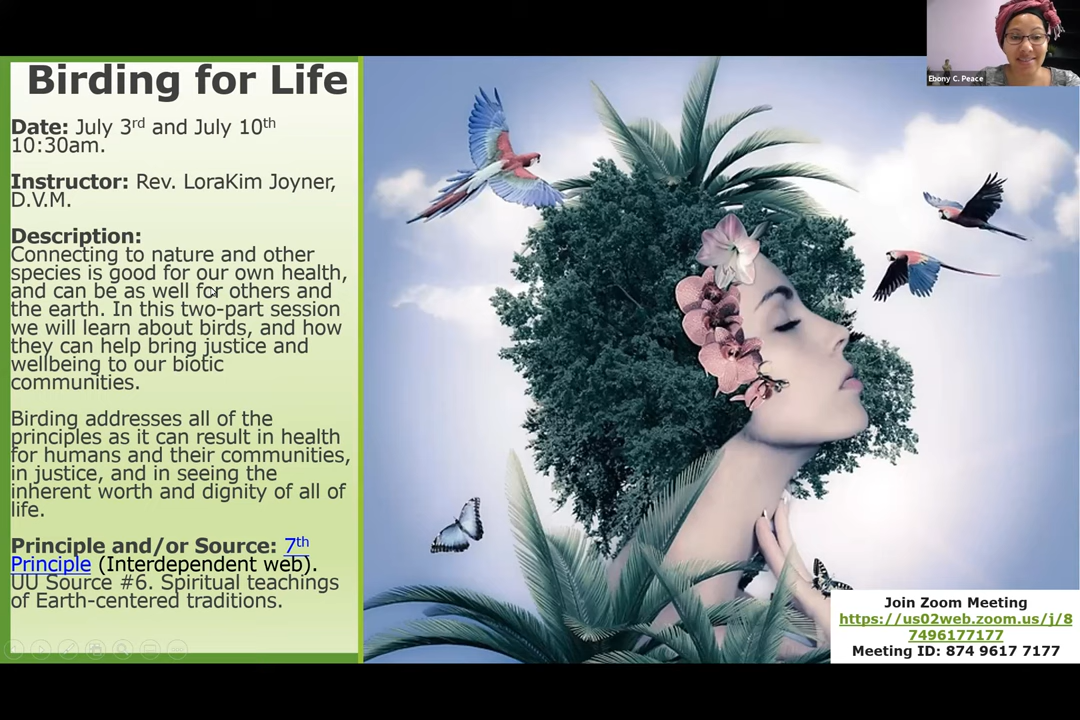 Birding for Life
Date: July 3rd and July 10th
10:30am.
Instructor: Rev. LoraKim Joyner,
D.V.M.
Description:
Connecting to nature and other
species is good for our own health,
and can be as well for others and
the earth. In this two-part session
we will learn about birds, and how
they can help bring justice and
wellbeing to our biotic
communities.
Birding addresses all of the
principles as it can result in health
for humans and their communities,
in justice, and in seeing the
inherent worth and dignity of all of
life.
Principle and/or Source: 7th
Principle (Interdependent web).
UU Source #6. Spiritual teachings
of Earth-centered traditions.
Ebony C. Peace
Join Zoom Meeting
https://us02web.zoom.us/j/8
7496177177
Meeting ID: 874 9617 7177